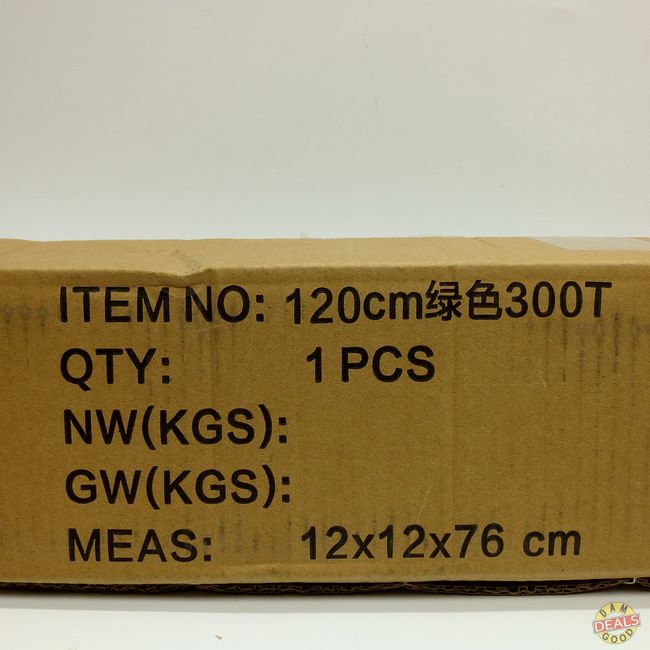 ITEM NO: 120cm绿色300T
QTY: 1 PCS
NW(KGS):
GW(KGS):
MEAS: 12x12x76 cm
DAM
DEALS
GOOD